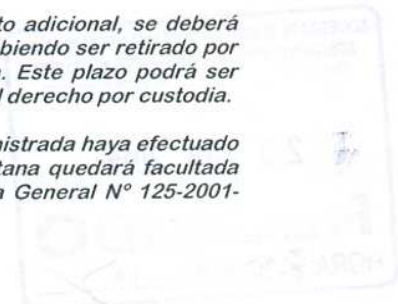 to adicional, se deberá
biendo ser retirado por
. Este plazo podrá ser
l derecho por custodia.
nistrada haya efectuado
tana quedará facultada
a General Nº 125-2001-